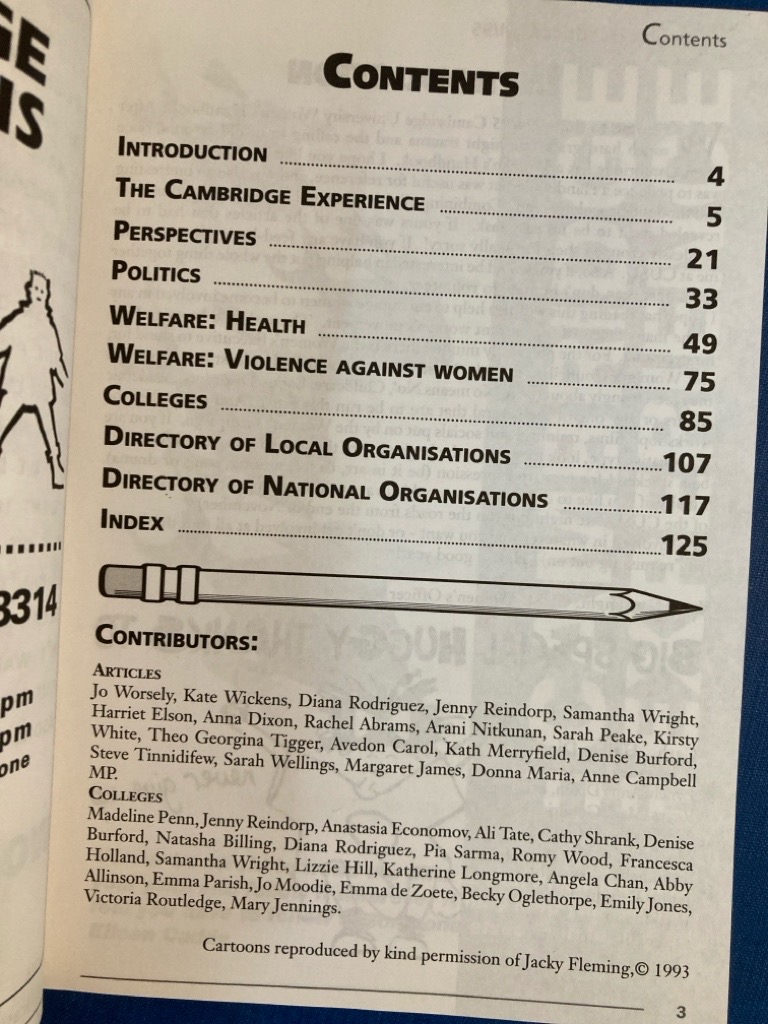 Contents
CONTENTS
INTRODUCTION 4
THE CAMBRIDGE EXPERIENCE 5
PERSPECTIVES 21
POLITICS 33
WELFARE: HEALTH 49
WELFARE: VIOLENCE AGAINST WOMEN 75
COLLEGES 85
DIRECTORY OF LOCAL ORGANISATIONS 107
DIRECTORY OF NATIONAL ORGANISATIONS 117
INDEX 125
CONTRIBUTORS:
ARTICLES
Jo Worsely, Kate Wickens, Diana Rodriguez, Jenny Reindorp, Samantha Wright,
Harriet Elson, Anna Dixon, Rachel Abrams, Arani Nitkunan, Sarah Peake, Kirsty
White, Theo Georgina Tigger, Avedon Carol, Kath Merryfield, Denise Burford,
Steve Tinnidifew, Sarah Wellings, Margaret James, Donna Maria, Anne Campbell
MP.
COLLEGES
Madeline Penn, Jenny Reindorp, Anastasia Economov, Ali Tate, Cathy Shrank, Denise
Burford, Natasha Billing, Diana Rodriguez, Pia Sarma, Romy Wood, Francesca
Holland, Samantha Wright, Lizzie Hill, Katherine Longmore, Angela Chan, Abby
Allinson, Emma Parish, Jo Moodie, Emma de Zoete, Becky Oglethorpe, Emily Jones,
Victoria Routledge, Mary Jennings.
Cartoons reproduced by kind permission of Jacky Fleming,© 1993
3
GE
NS
3314
pm
pm
one